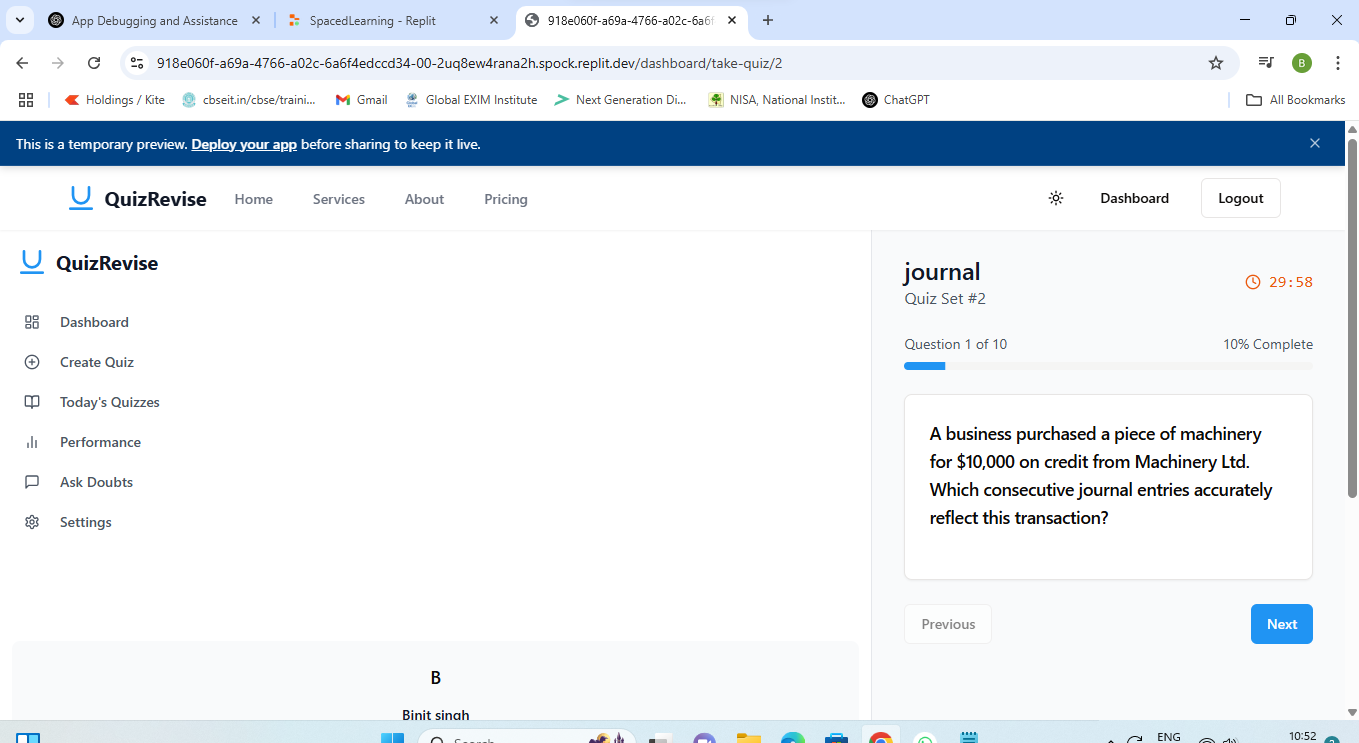 App Debugging and Assistance
SpacedLearning - Replit
918e060f-a69a-4766-a02c-6a6f
918e060f-a69a-4766-a02c-6a6f4edccd34-00-2uq8ew4rana2h.spock.replit.dev/dashboard/take-quiz/2
B
Holdings / Kite
cbseit.in/cbse/traini...
Gmail
Global EXIM Institute
Next Generation Di...
NISA, National Instit...
ChatGPT
All Bookmarks
This is a temporary preview. Deploy your app before sharing to keep it live.
QuizRevise
Home
Services
About
Pricing
Dashboard
Logout
QuizRevise
Dashboard
Create Quiz
Today's Quizzes
Performance
Ask Doubts
Settings
B
Binit singh
journal
Quiz Set #2
29:58
Question 1 of 10
10% Complete
A business purchased a piece of machinery
for $10,000 on credit from Machinery Ltd.
Which consecutive journal entries accurately
reflect this transaction?
Previous
Next
Search
ENG
10:52